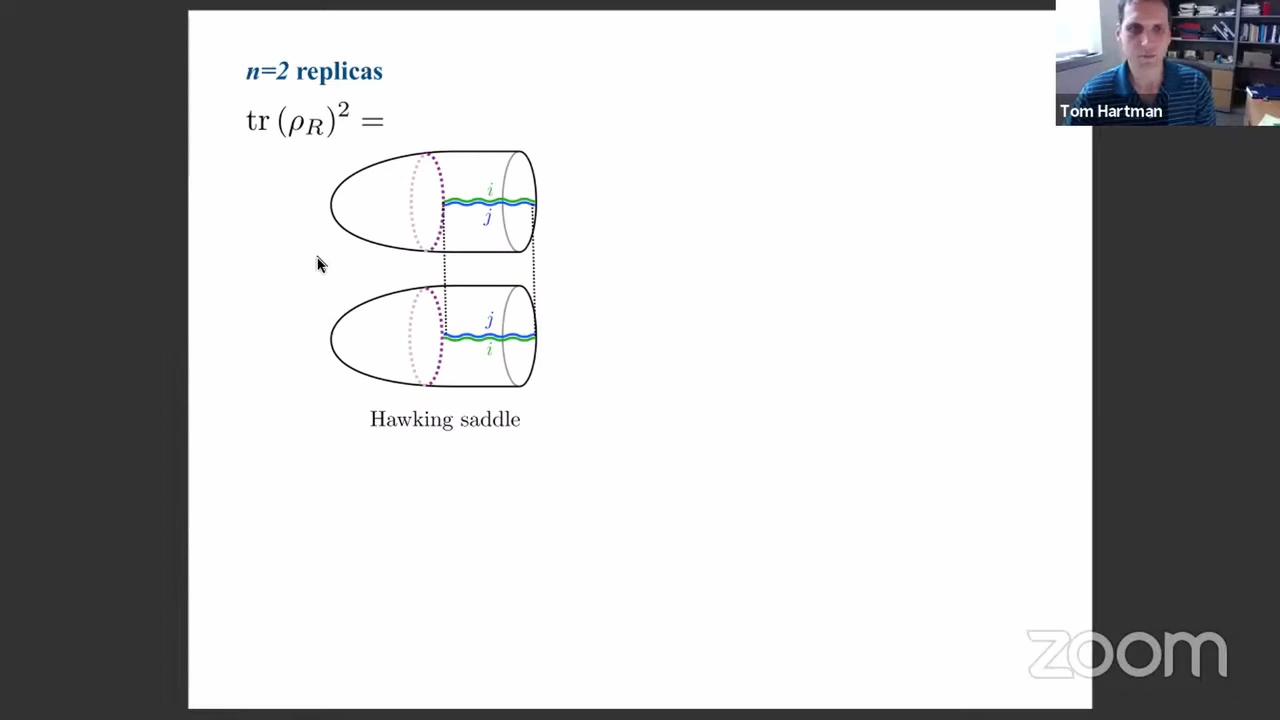 n=2 replicas
tr (ρ_R)^2 =
i
j
j
i
Hawking saddle
Tom Hartman
zoom